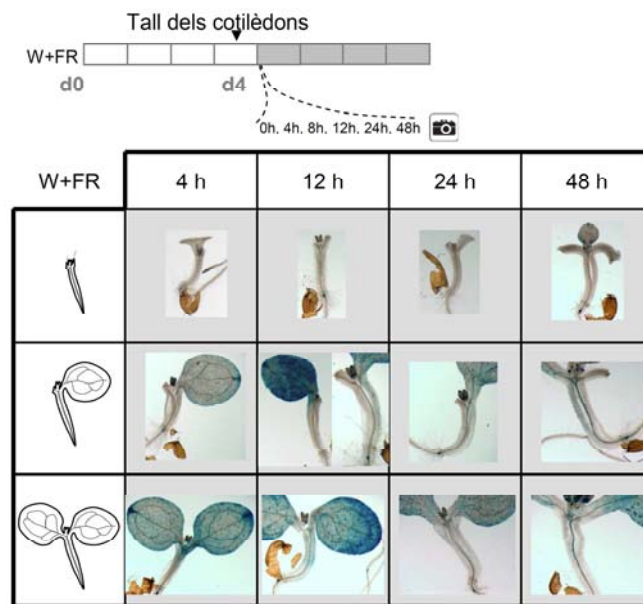 Tall dels cotilèdons
W+FR
d0 d4
0h, 4h, 8h, 12h, 24h, 48h
W+FR 4 h 12 h 24 h 48 h